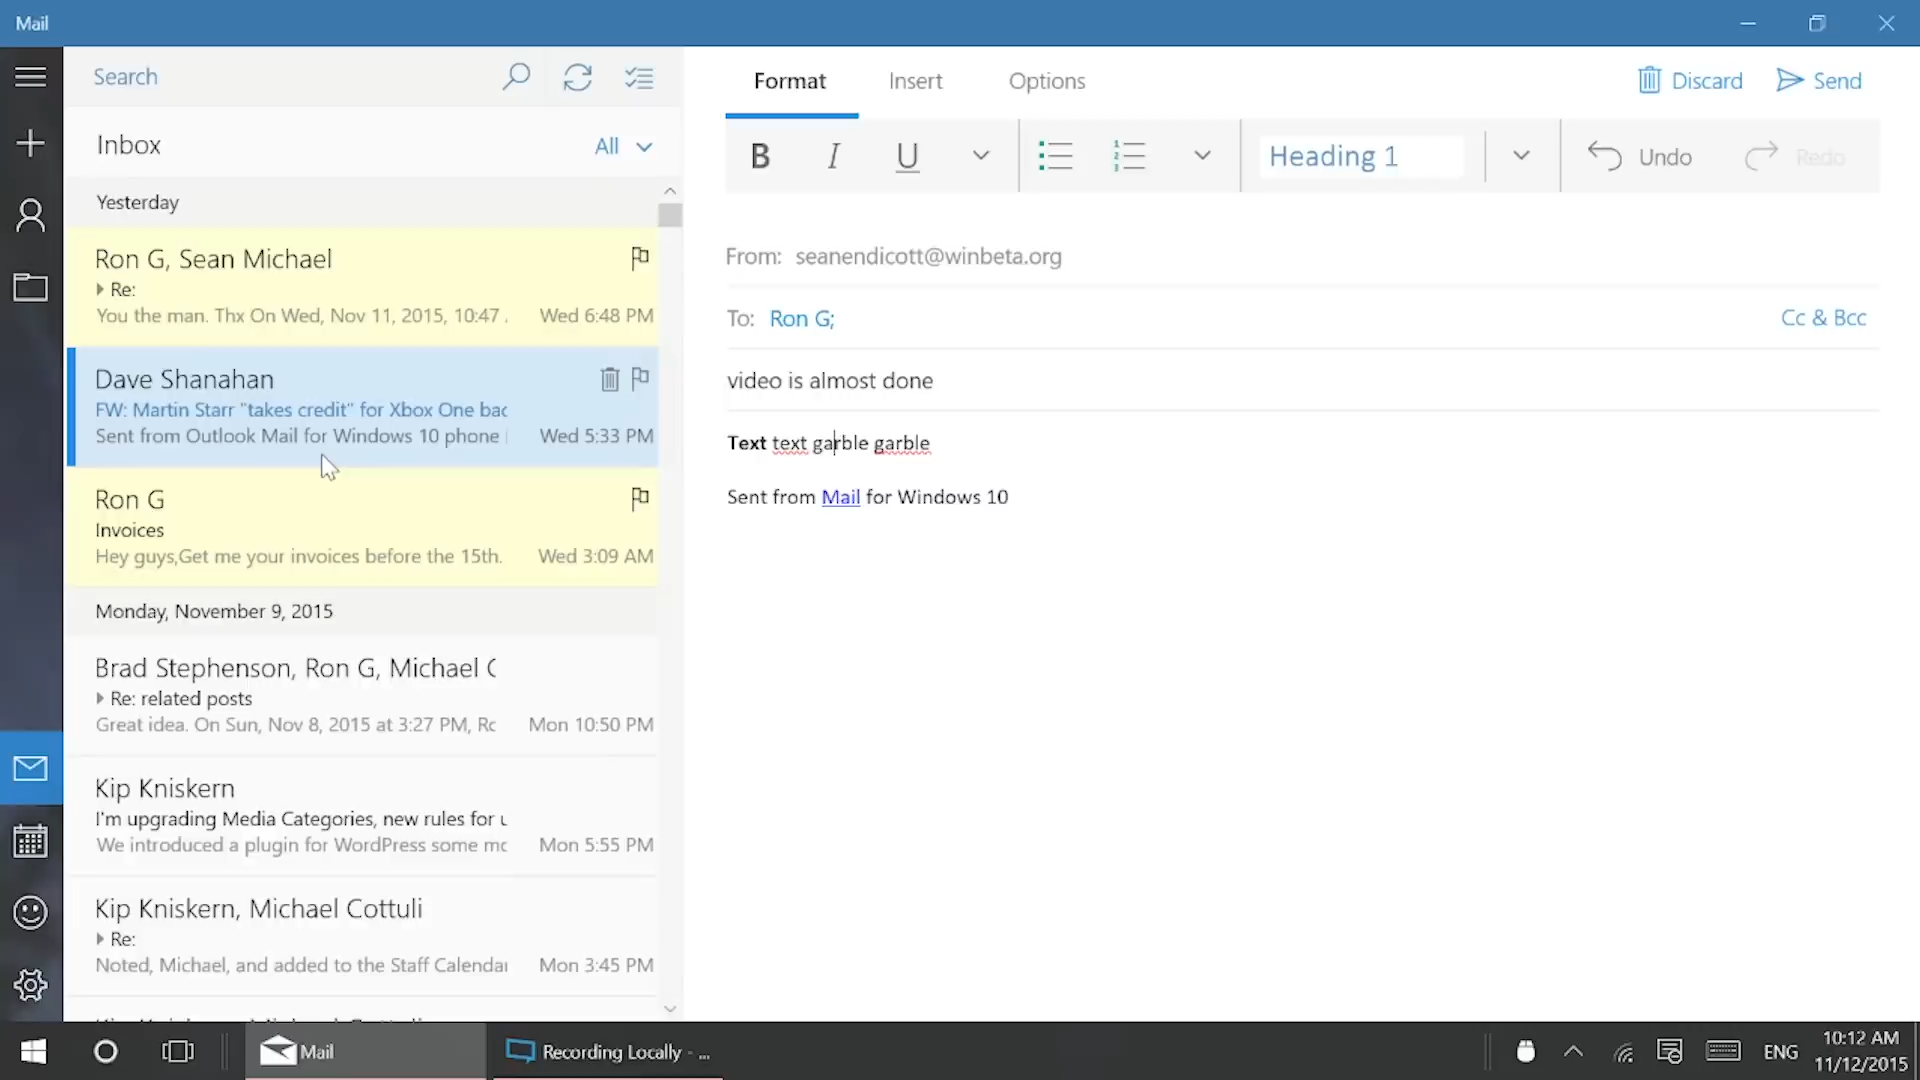 Mail
Search
Inbox
All
Yesterday
Ron G, Sean Michael
Re:
You the man. Thx On Wed, Nov 11, 2015, 10:47 .
Wed 6:48 PM
Dave Shanahan
FW: Martin Starr "takes credit" for Xbox One bac
Sent from Outlook Mail for Windows 10 phone
Wed 5:33 PM
Ron G
Invoices
Hey guys,Get me your invoices before the 15th.
Wed 3:09 AM
Monday, November 9, 2015
Brad Stephenson, Ron G, Michael C
Re: related posts
Great idea. On Sun, Nov 8, 2015 at 3:27 PM, Rc
Mon 10:50 PM
Kip Kniskern
I'm upgrading Media Categories, new rules for u
We introduced a plugin for WordPress some mo
Mon 5:55 PM
Kip Kniskern, Michael Cottuli
Re:
Noted, Michael, and added to the Staff Calendar
Mon 3:45 PM
Format
Insert
Options
Discard
Send
B
I
U
Heading 1
Undo
Redo
From: seanendicott@winbeta.org
To: Ron G;
Cc & Bcc
video is almost done
Text text garble garble
Sent from Mail for Windows 10
Mail
Recording Locally - ...
ENG
10:12 AM
11/12/2015